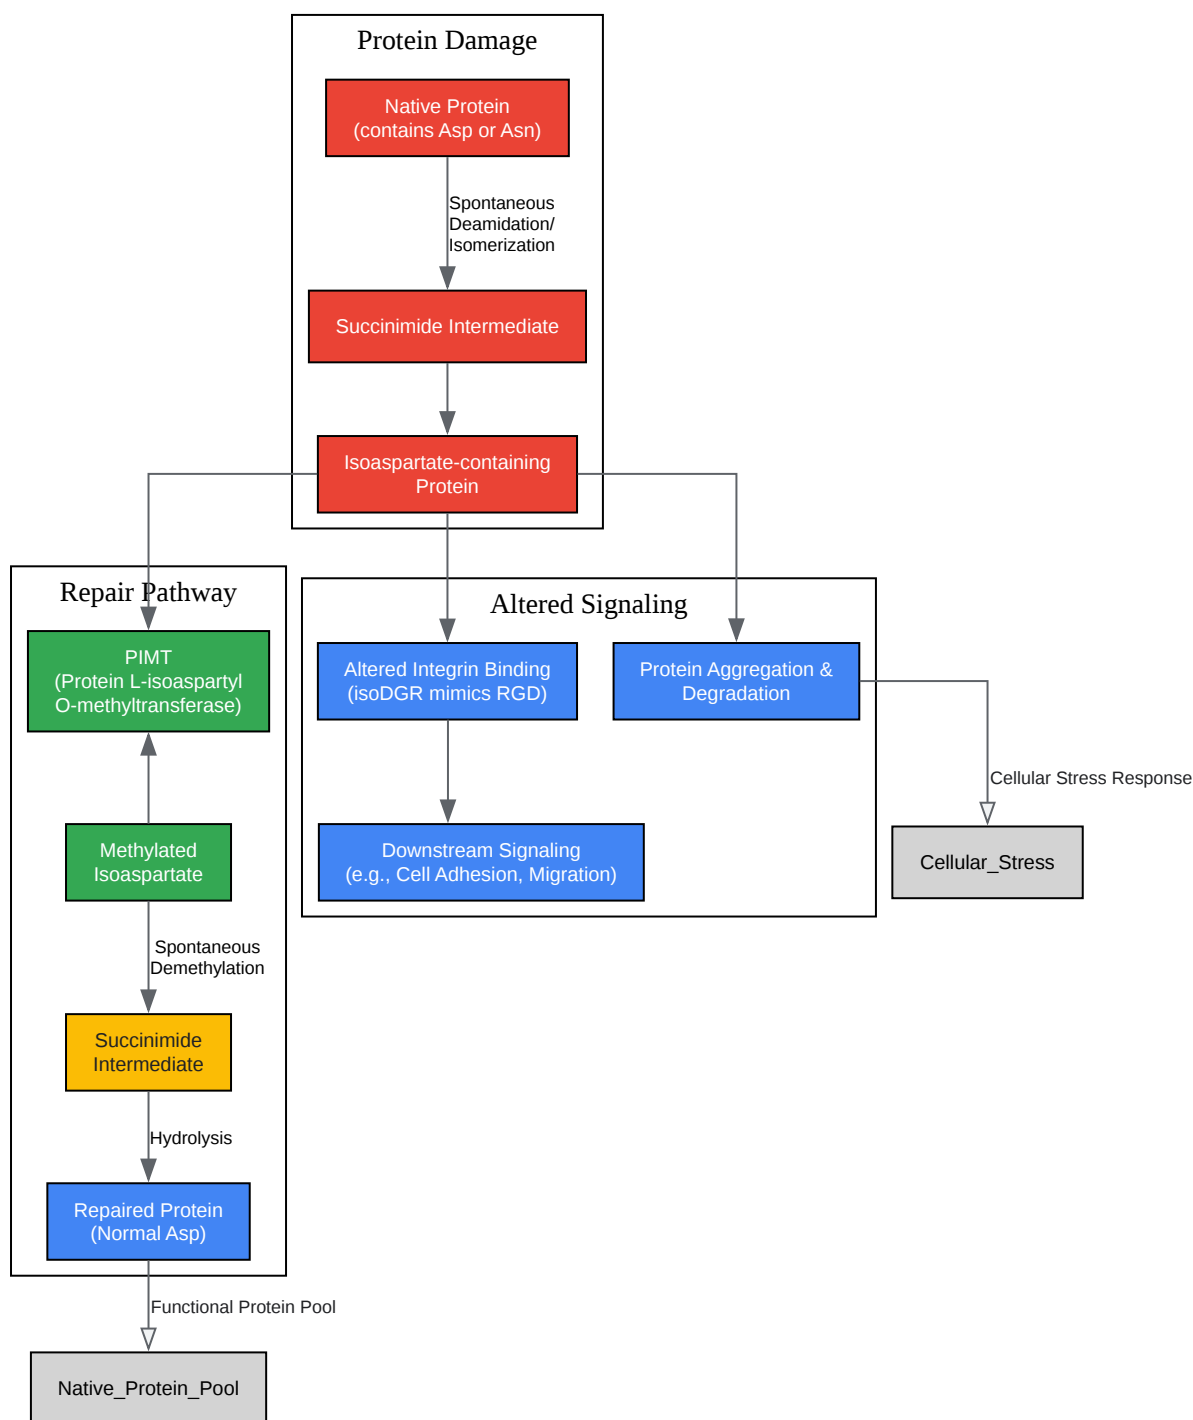 Protein Damage
Native Protein
(contains Asp or Asn)
Spontaneous
Deamidation/
Isomerization
Succinimide Intermediate
Isoaspartate-containing
Protein
Repair Pathway
PIMT
(Protein L-isoaspartyl
O-methyltransferase)
Methylated
Isoaspartate
Spontaneous
Demethylation
Succinimide
Intermediate
Hydrolysis
Repaired Protein
(Normal Asp)
Functional Protein Pool
Native_Protein_Pool
Altered Signaling
Altered Integrin Binding
(isoDGR mimics RGD)
Protein Aggregation &
Degradation
Downstream Signaling
(e.g., Cell Adhesion, Migration)
Cellular Stress Response
Cellular_Stress